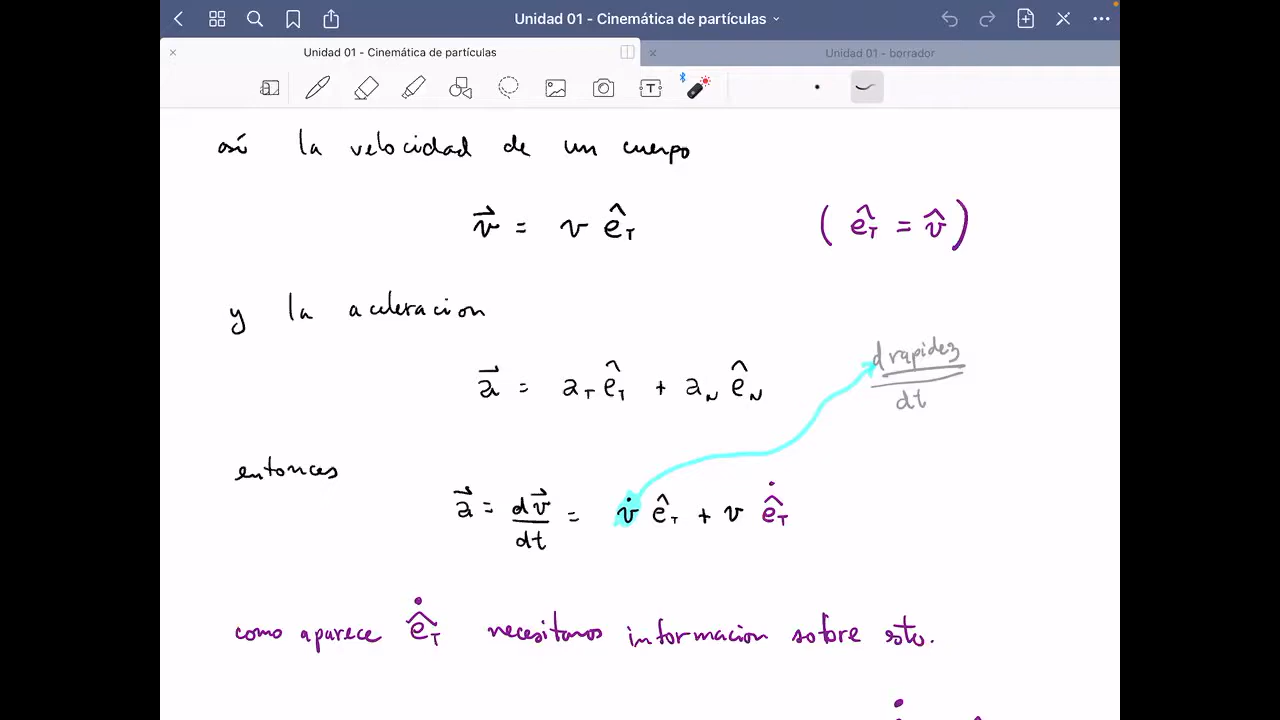 Unidad 01 - Cinemática de partículas
Unidad 01 - Cinemática de partículas
Unidad 01 - borrador
T
así la velocidad de un cuerpo
v⃗ = v ê_T ( ê_T = v̂ )
y la aceleracion
a⃗ = a_T ê_T + a_N ê_N
d rapidez
dt
entonces
a⃗ = dv⃗/dt = v̇ ê_T + v ê̇_T
como aparece ê̇_T necesitamos informacion sobre esto.